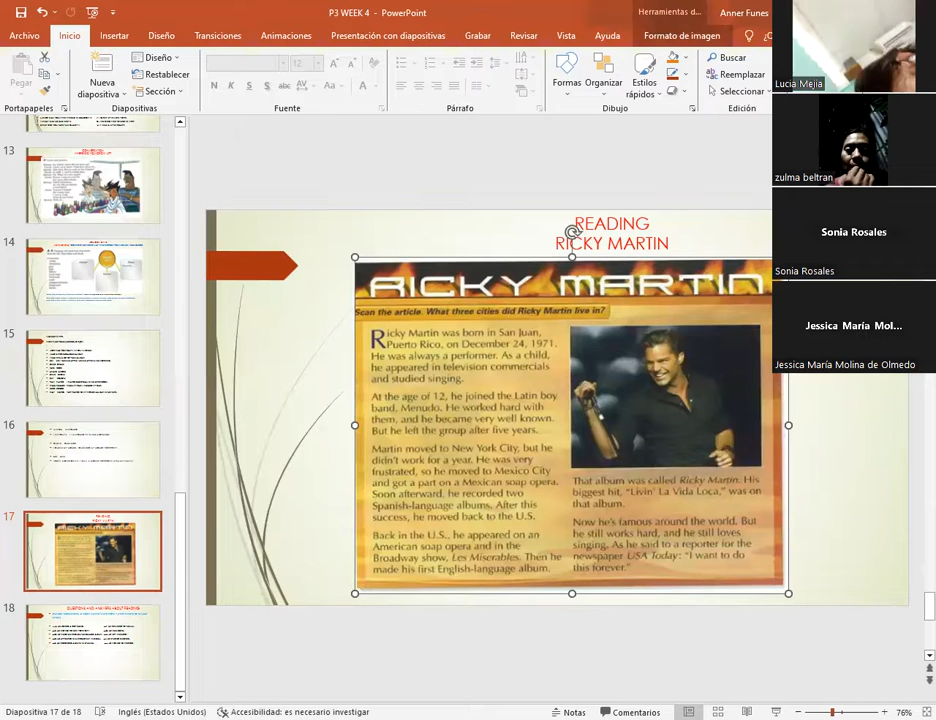 P3 WEEK 4 – PowerPoint
Herramientas d...
Anner Funes
Archivo
Inicio
Insertar
Diseño
Transiciones
Animaciones
Presentación con diapositivas
Grabar
Revisar
Vista
Ayuda
Formato de imagen
Pegar
Nueva
diapositiva
Diseño
Restablecer
Sección
12
N K S abc AV Aa A
Formas
Organizar
Estilos
rápidos
Buscar
Reemplazar
Seleccionar
Portapapeles
Diapositivas
Fuente
Párrafo
Dibujo
Edición
13
14
15
16
17
18
READING
RICKY MARTIN
RICKY MARTIN
Scan the article. What three cities did Ricky Martin live in?
Ricky Martin was born in San Juan,
Puerto Rico, on December 24, 1971.
He was always a performer. As a child,
he appeared in television commercials
and studied singing.
At the age of 12, he joined the Latin boy
band, Menudo. He worked hard with
them, and he became very well known.
But he left the group after five years.
Martin moved to New York City, but he
didn't work for a year. He was very
frustrated, so he moved to Mexico City
and got a part on a Mexican soap opera.
Soon afterward, he recorded two
Spanish-language albums. After this
success, he moved back to the U.S.
Back in the U.S., he appeared on an
American soap opera and in the
Broadway show, Les Miserables. Then he
made his first English-language album.
That album was called Ricky Martin. His
biggest hit, "Livin' La Vida Loca," was on
that album.
Now he's famous around the world. But
he still works hard, and he still loves
singing. As he said to a reporter for the
newspaper USA Today: "I want to do
this forever."
Lucia Mejia
zulma beltran
Sonia Rosales
Sonia Rosales
Jessica María Mol...
Jessica María Molina de Olmedo
Diapositiva 17 de 18
Inglés (Estados Unidos)
Accesibilidad: es necesario investigar
Notas
Comentarios
76%